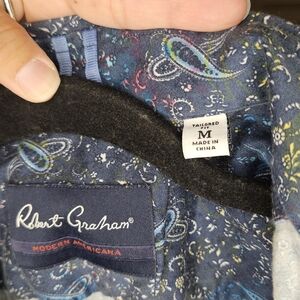 TAILORED
FIT
M
MADE IN
CHINA
Robert Graham®
MODERN AMERICANA